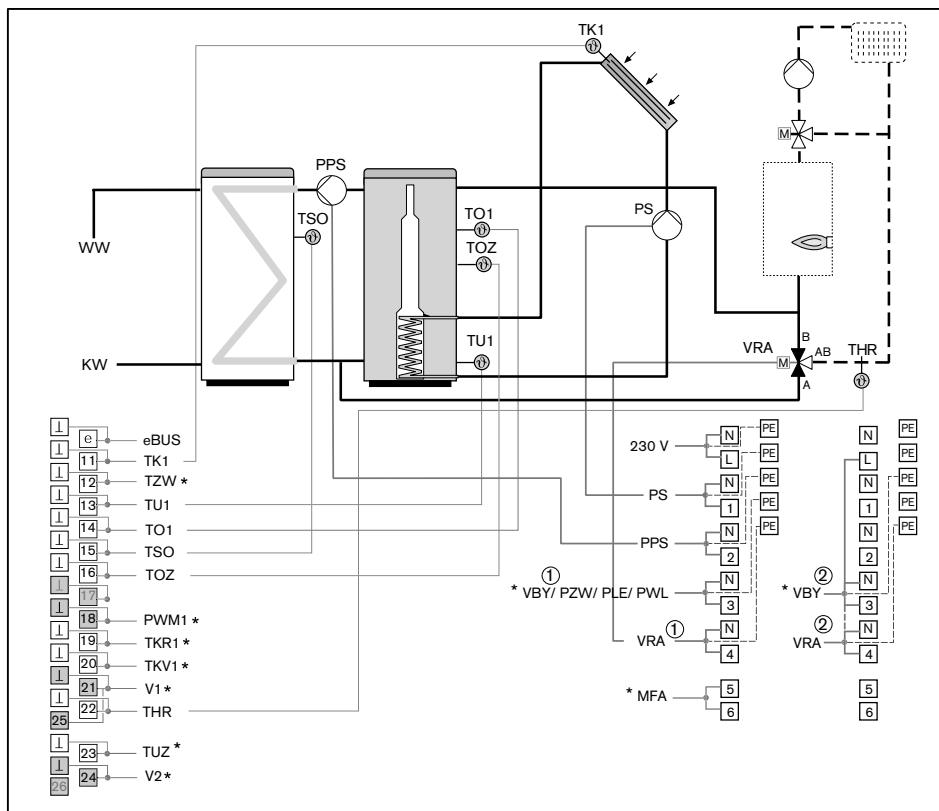 TK1
M
PPS
PS
TSO
TO1
WW
TOZ
B
TU1
VRA
AB
THR
KW
M
A
⊥
e eBUS
⊥
11 TK1
⊥
12 TZW *
⊥
13 TU1
⊥
14 TO1
⊥
15 TSO
⊥
16 TOZ
⊥
17
⊥
18 PWM1 *
⊥
19 TKR1 *
⊥
20 TKV1 *
⊥
21 V1 *
⊥
22 THR
25
⊥
23 TUZ *
⊥
24 V2 *
26
230 V N PE
L PE
PS N PE
1 PE
PPS N PE
2
① * VBY/ PZW/ PLE/ PWL N
3
VRA ① N
4
* MFA 5
6
N PE
L PE
N PE
1 PE
N PE
2
② * VBY N
3
② VRA N
4
5
6